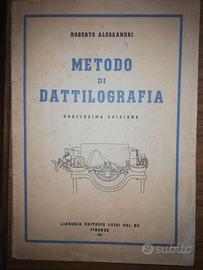 ROBERTO ALESSANDRI
METODO
DI
DATTILOGRAFIA
DODICESIMA EDIZIONE
LIBRERIA EDITRICE LUIGI DEL RE
FIRENZE
subito